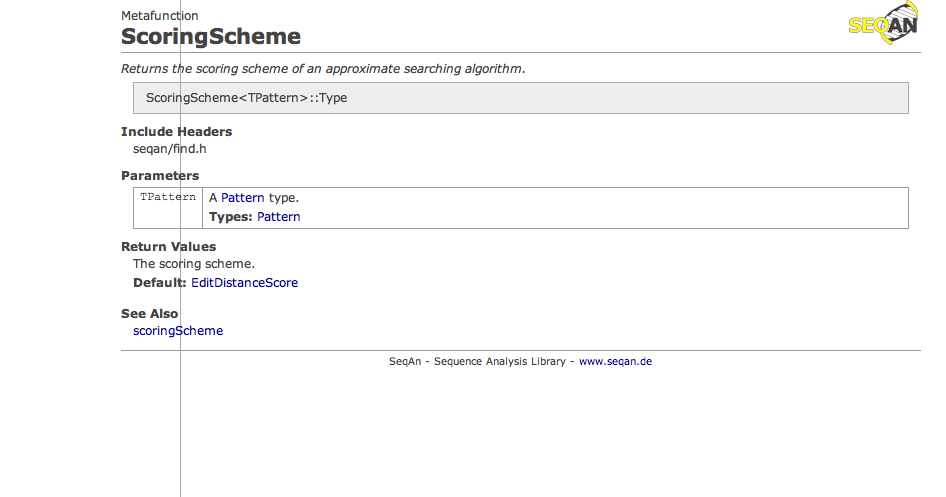 Metafunction
SEQAN
ScoringScheme
Returns the scoring scheme of an approximate searching algorithm.
ScoringScheme<TPattern>::Type
Include Headers
seqan/find.h
Parameters
TPattern A Pattern type.
Types: Pattern
Return Values
The scoring scheme.
Default: EditDistanceScore
See Also
scoringScheme
SeqAn - Sequence Analysis Library - www.seqan.de